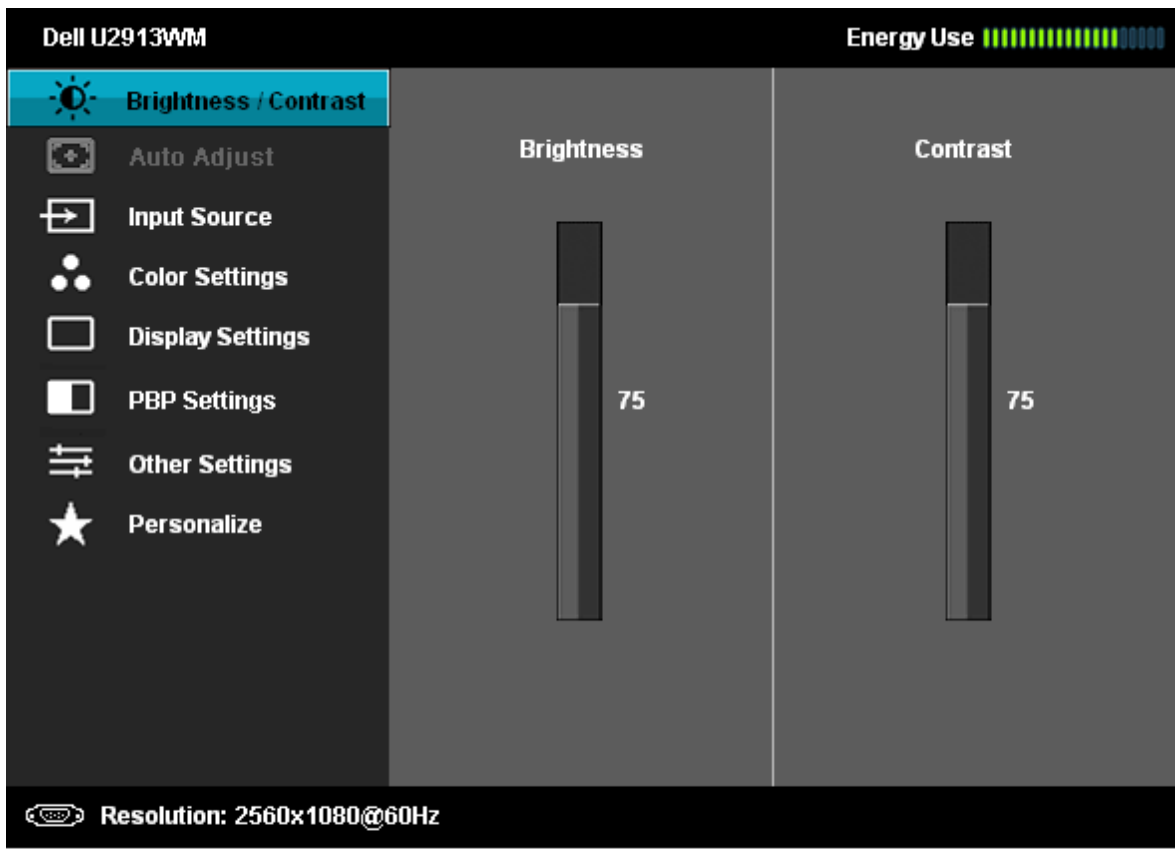 Dell U2913WM
Energy Use
Brightness / Contrast
Auto Adjust
Input Source
Color Settings
Display Settings
PBP Settings
Other Settings
Personalize
Brightness
75
Contrast
75
Resolution: 2560x1080@60Hz